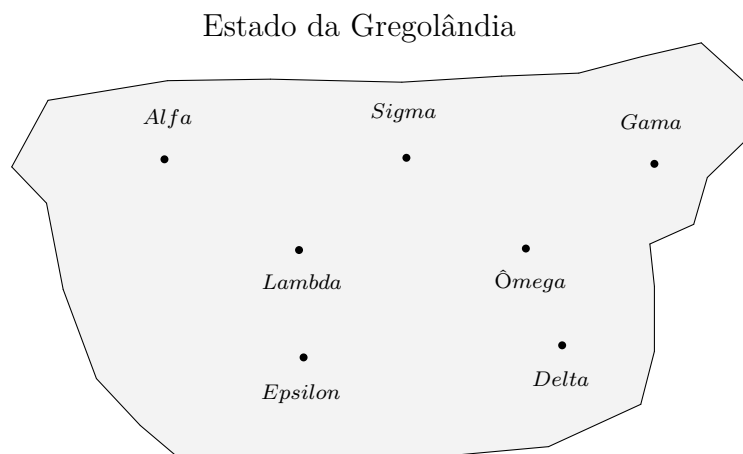 Estado da Gregolândia
Alfa
Sigma
Gama
Lambda
Ômega
Epsilon
Delta